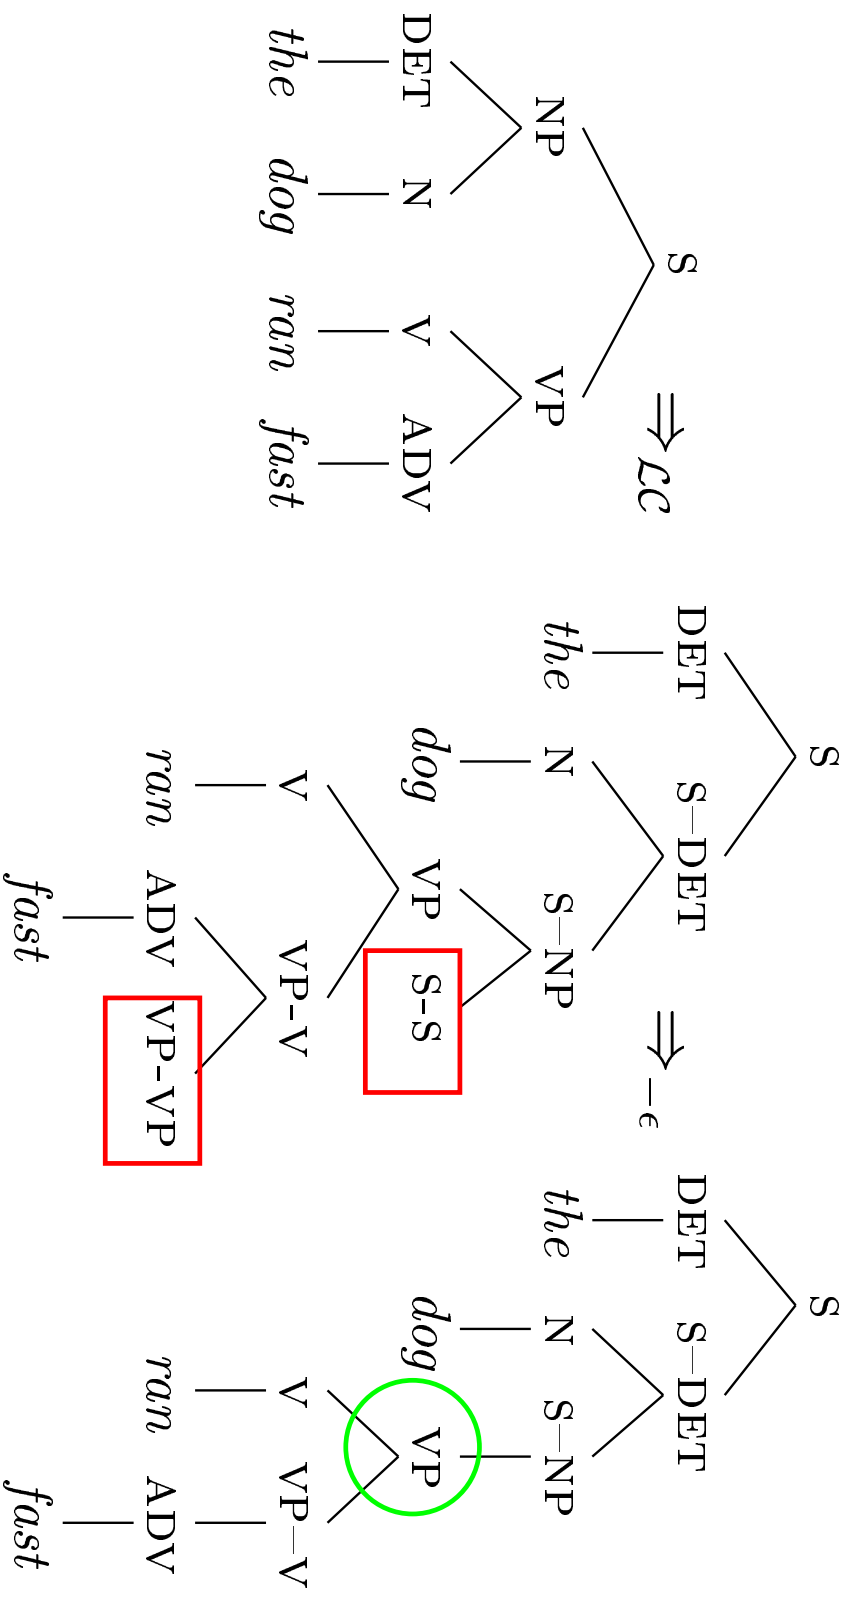 S ⇒ℒ𝒞
NP VP
DET N V ADV
the dog ran fast
S
DET S–DET
the N S–NP
dog VP S-S
V VP-V
ran ADV VP-VP
fast
⇒−ϵ
S
DET S–DET
the N S–NP
dog VP
V VP–V
ran ADV
fast